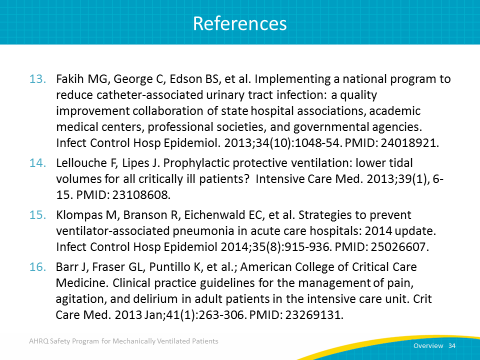 References
13. Fakih MG, George C, Edson BS, et al. Implementing a national program to
reduce catheter-associated urinary tract infection: a quality
improvement collaboration of state hospital associations, academic
medical centers, professional societies, and governmental agencies.
Infect Control Hosp Epidemiol. 2013;34(10):1048-54. PMID: 24018921.
14. Lellouche F, Lipes J. Prophylactic protective ventilation: lower tidal
volumes for all critically ill patients? Intensive Care Med. 2013;39(1), 6-
15. PMID: 23108608.
15. Klompas M, Branson R, Eichenwald EC, et al. Strategies to prevent
ventilator-associated pneumonia in acute care hospitals: 2014 update.
Infect Control Hosp Epidemiol 2014;35(8):915-936. PMID: 25026607.
16. Barr J, Fraser GL, Puntillo K, et al.; American College of Critical Care
Medicine. Clinical practice guidelines for the management of pain,
agitation, and delirium in adult patients in the intensive care unit. Crit
Care Med. 2013 Jan;41(1):263-306. PMID: 23269131.
AHRQ Safety Program for Mechanically Ventilated Patients
Overview 34